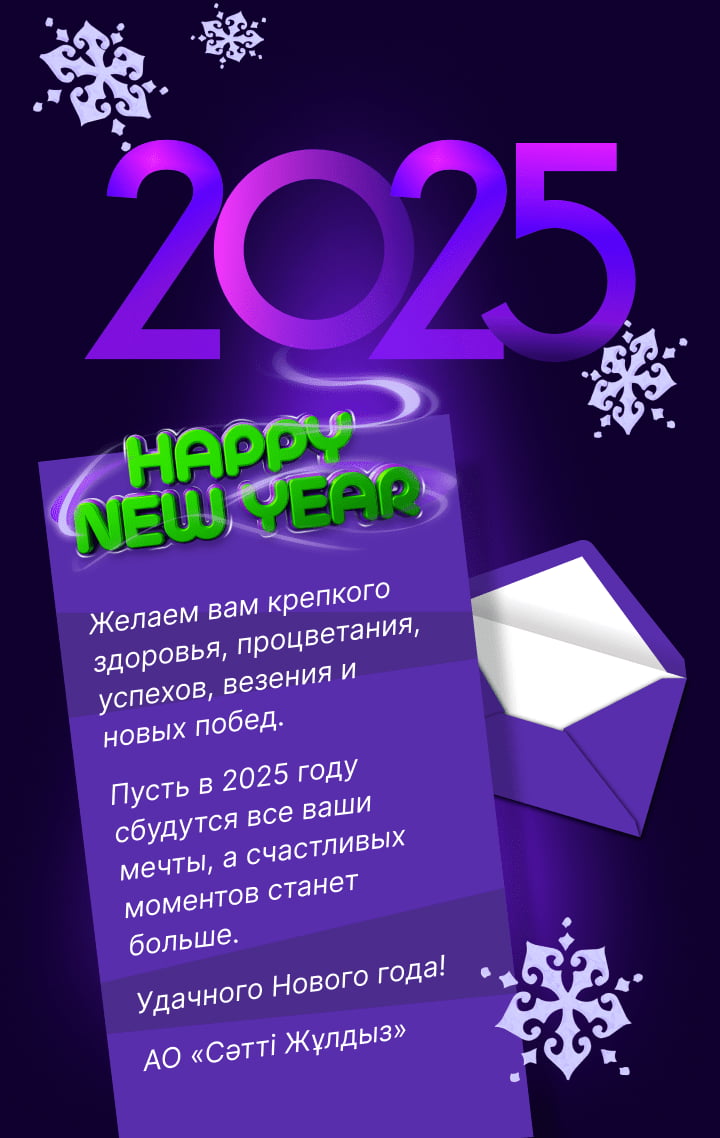 2025
HAPPY
NEW YEAR
Желаем вам крепкого
здоровья, процветания,
успехов, везения и
новых побед.
Пусть в 2025 году
сбудутся все ваши
мечты, а счастливых
моментов станет
больше.
Удачного Нового года!
АО «Сәтті Жұлдыз»